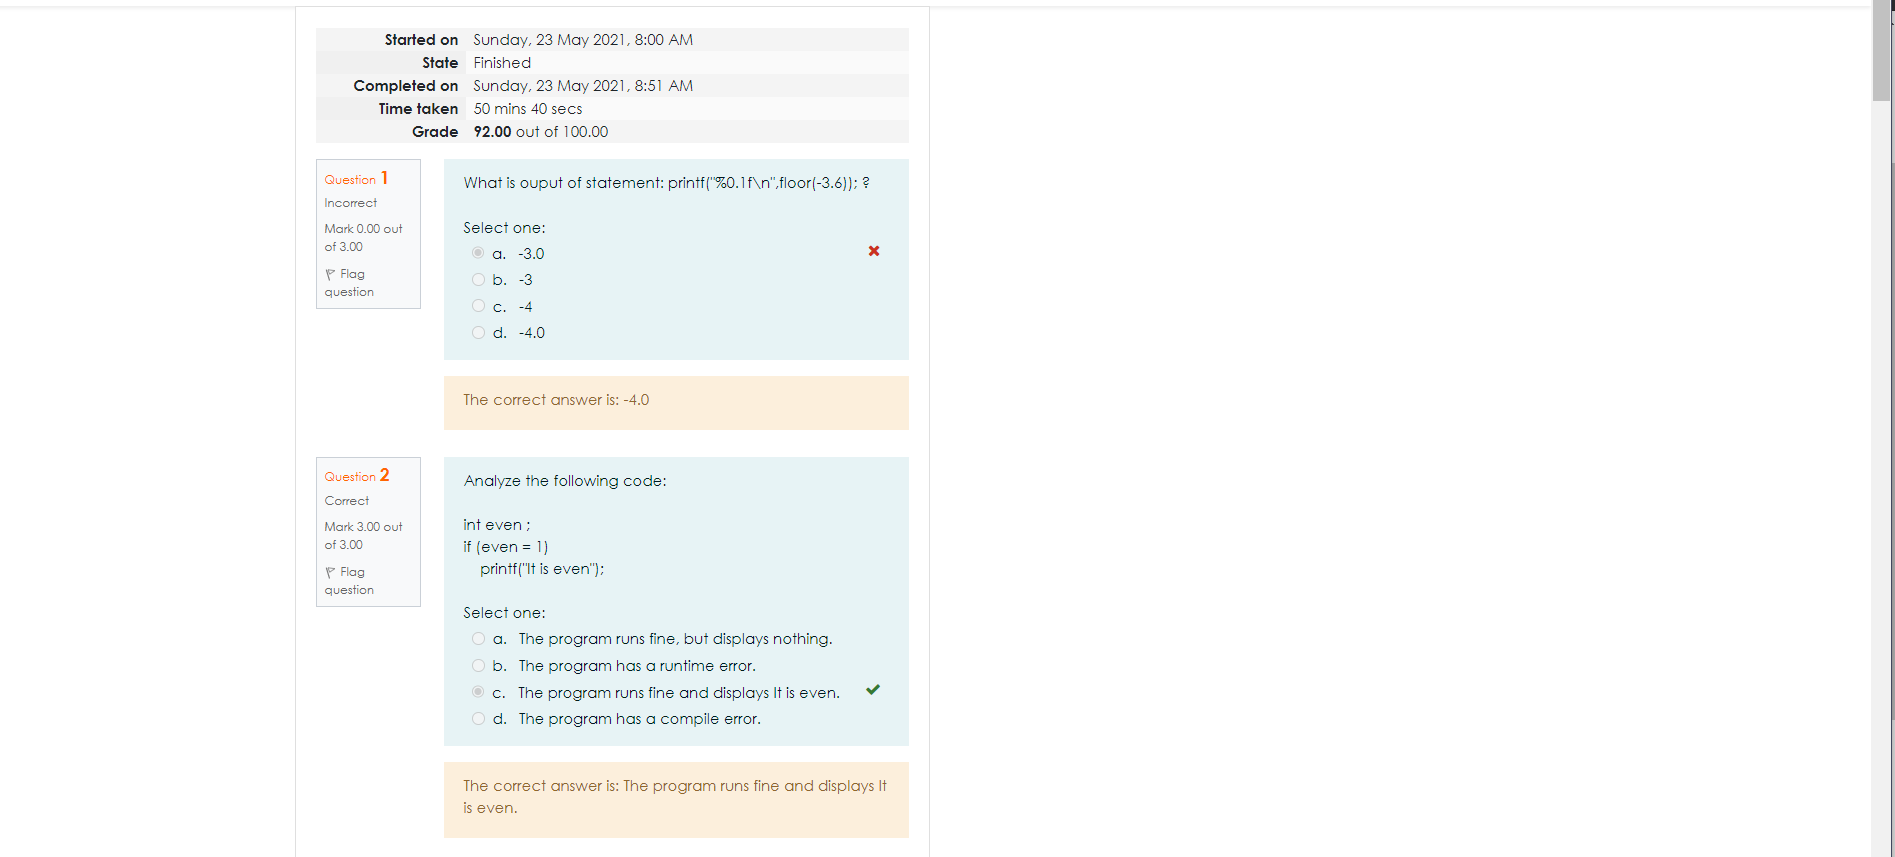 Started on Sunday, 23 May 2021, 8:00 AM
State Finished
Completed on Sunday, 23 May 2021, 8:51 AM
Time taken 50 mins 40 secs
Grade 92.00 out of 100.00
Question 1
Incorrect
Mark 0.00 out
of 3.00
Flag
question
What is ouput of statement: printf("%0.1f\n",floor(-3.6)); ?
Select one:
a. -3.0
b. -3
c. -4
d. -4.0
The correct answer is: -4.0
Question 2
Correct
Mark 3.00 out
of 3.00
Flag
question
Analyze the following code:
int even ;
if (even = 1)
printf("It is even");
Select one:
a. The program runs fine, but displays nothing.
b. The program has a runtime error.
c. The program runs fine and displays It is even.
d. The program has a compile error.
The correct answer is: The program runs fine and displays It
is even.